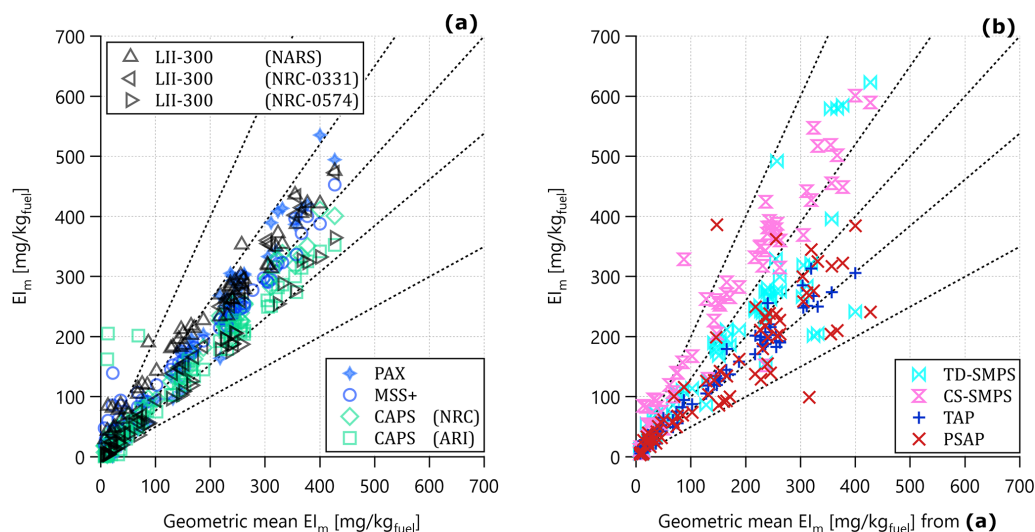 (a)
700
600
500
400
300
200
100
0
EIm [mg/kgfuel]
LII-300 (NARS)
LII-300 (NRC-0331)
LII-300 (NRC-0574)
PAX
MSS+
CAPS (NRC)
CAPS (ARI)
0 100 200 300 400 500 600 700
Geometric mean EIm [mg/kgfuel]
(b)
700
600
500
400
300
200
100
0
EIm [mg/kgfuel]
TD-SMPS
CS-SMPS
TAP
PSAP
0 100 200 300 400 500 600 700
Geometric mean EIm [mg/kgfuel] from (a)